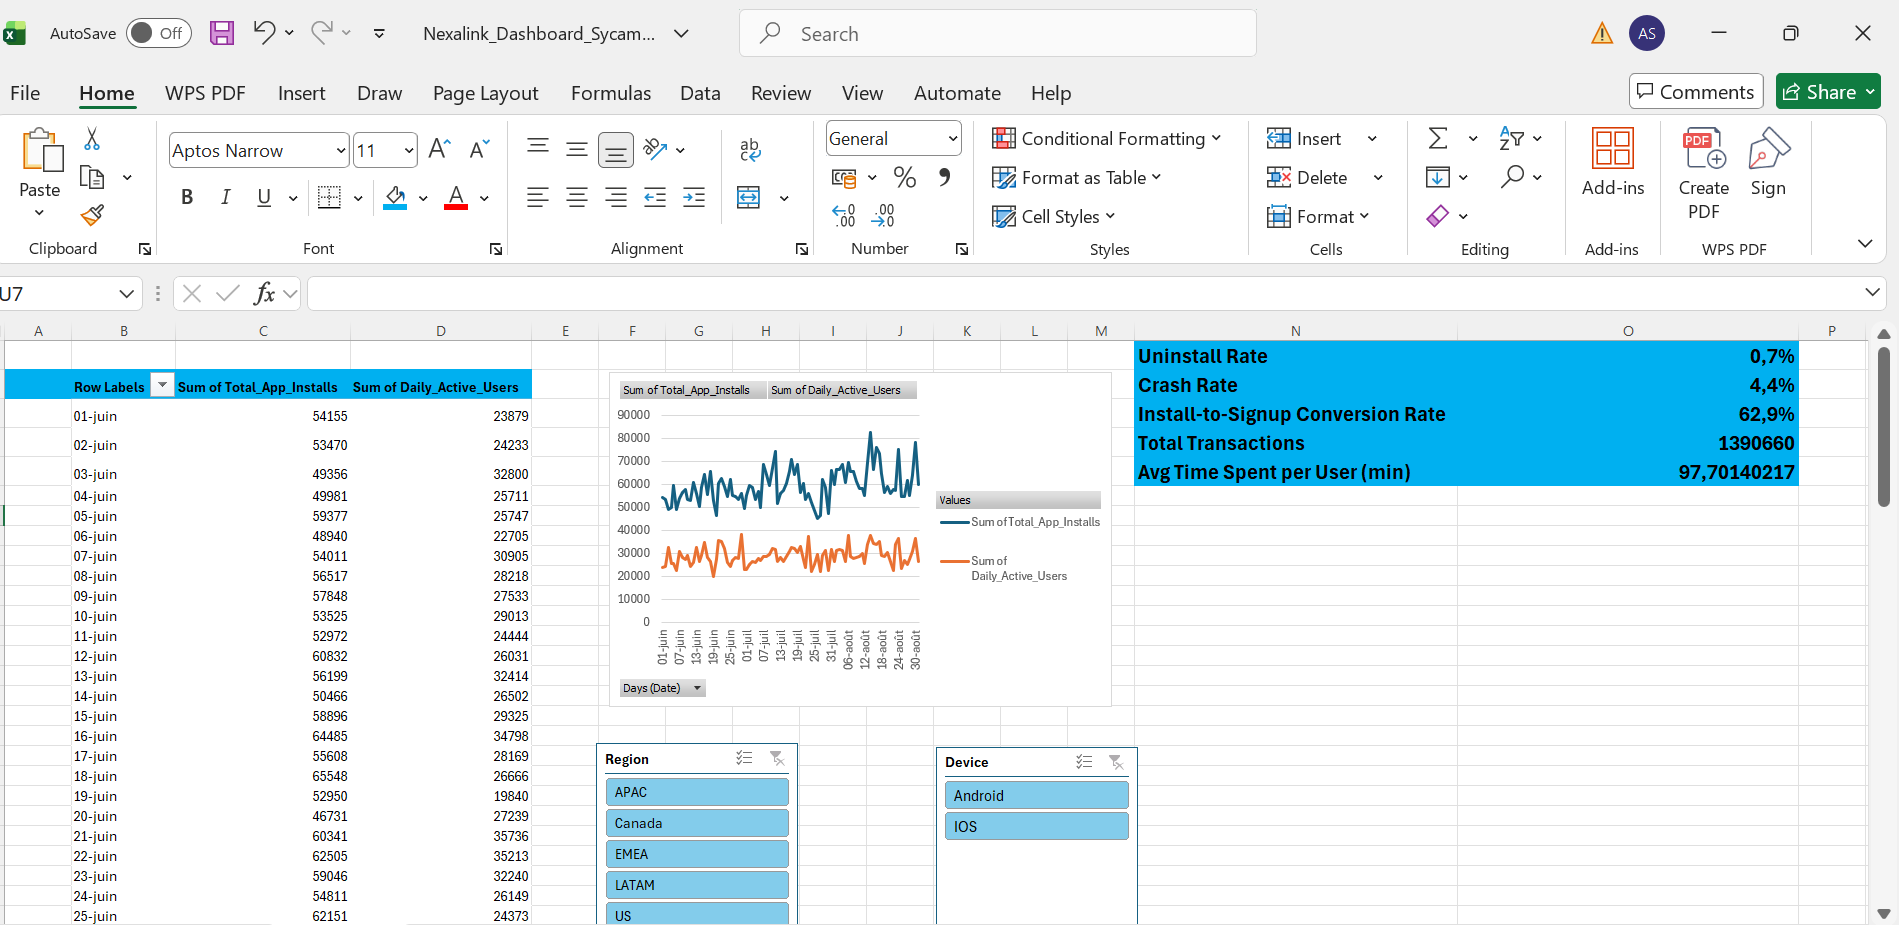 AutoSave Off Nexalink_Dashboard_Sycam... Search AS
File Home WPS PDF Insert Draw Page Layout Formulas Data Review View Automate Help Comments Share
Paste
Clipboard
Aptos Narrow 11
B I U A
Font
ab
Alignment
General
% 
Number
Conditional Formatting
Format as Table
Cell Styles
Styles
Insert
Delete
Format
Cells
Editing
Add-ins
Add-ins
Create PDF
Sign
WPS PDF
U7 fx
A B C D E F G H I J K L M N O P
Row Labels Sum of Total_App_Installs Sum of Daily_Active_Users
01-juin 54155 23879
02-juin 53470 24233
03-juin 49356 32800
04-juin 49981 25711
05-juin 59377 25747
06-juin 48940 22705
07-juin 54011 30905
08-juin 56517 28218
09-juin 57848 27533
10-juin 53525 29013
11-juin 52972 24444
12-juin 60832 26031
13-juin 56199 32414
14-juin 50466 26502
15-juin 58896 29325
16-juin 64485 34798
17-juin 55608 28169
18-juin 65548 26666
19-juin 52950 19840
20-juin 46731 27239
21-juin 60341 35736
22-juin 62505 35213
23-juin 59046 32240
24-juin 54811 26149
25-juin 62151 24373
Sum of Total_App_Installs Sum of Daily_Active_Users
90000
80000
70000
60000
50000
40000
30000
20000
10000
0
01-juin 07-juin 13-juin 19-juin 25-juin 01-juil 07-juil 13-juil 19-juil 25-juil 31-juil 06-août 12-août 18-août 24-août 30-août
Values
Sum of Total_App_Installs
Sum of
Daily_Active_Users
Days (Date)
Region
APAC
Canada
EMEA
LATAM
US
Device
Android
IOS
Uninstall Rate 0,7%
Crash Rate 4,4%
Install-to-Signup Conversion Rate 62,9%
Total Transactions 1390660
Avg Time Spent per User (min) 97,70140217